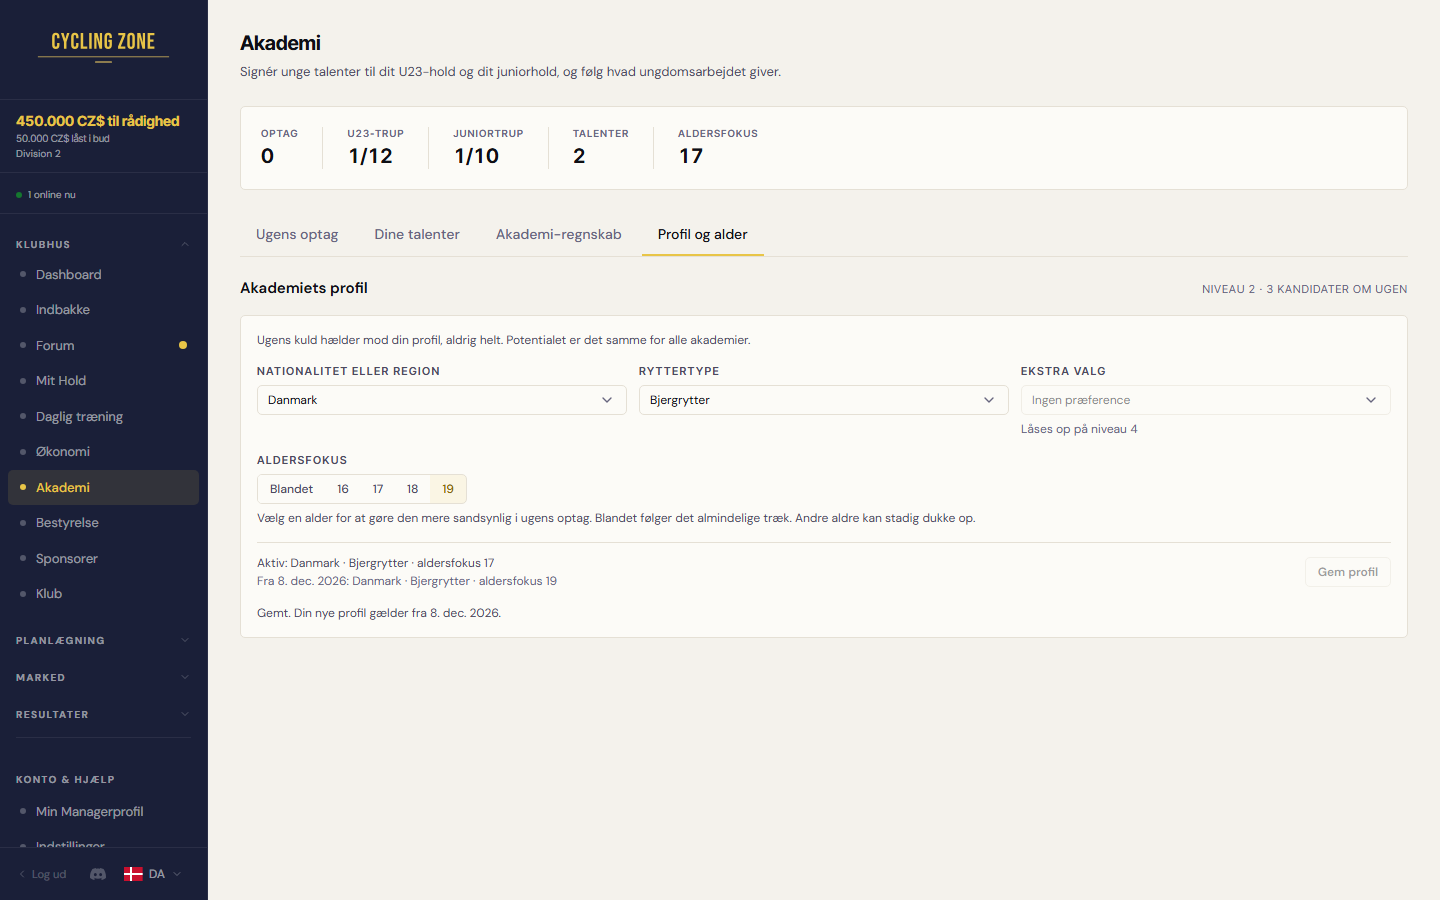 CYCLING ZONE
450.000 CZ$ til rådighed
50.000 CZ$ låst i bud
Division 2
1 online nu
KLUBHUS
Dashboard
Indbakke
Forum
Mit Hold
Daglig træning
Økonomi
Akademi
Bestyrelse
Sponsorer
Klub
PLANLÆGNING
MARKED
RESULTATER
KONTO & HJÆLP
Min Managerprofil
Indstillinger
Log ud
DA
Akademi
Signér unge talenter til dit U23-hold og dit juniorhold, og følg hvad ungdomsarbejdet giver.
OPTAG
0
U23-TRUP
1/12
JUNIORTRUP
1/10
TALENTER
2
ALDERSFOKUS
17
Ugens optag
Dine talenter
Akademi-regnskab
Profil og alder
Akademiets profil
NIVEAU 2 · 3 KANDIDATER OM UGEN
Ugens kuld hælder mod din profil, aldrig helt. Potentialet er det samme for alle akademier.
NATIONALITET ELLER REGION
Danmark
RYTTERTYPE
Bjergrytter
EKSTRA VALG
Ingen præference
Låses op på niveau 4
ALDERSFOKUS
Blandet 16 17 18 19
Vælg en alder for at gøre den mere sandsynlig i ugens optag. Blandet følger det almindelige træk. Andre aldre kan stadig dukke op.
Aktiv: Danmark · Bjergrytter · aldersfokus 17
Fra 8. dec. 2026: Danmark · Bjergrytter · aldersfokus 19
Gem profil
Gemt. Din nye profil gælder fra 8. dec. 2026.